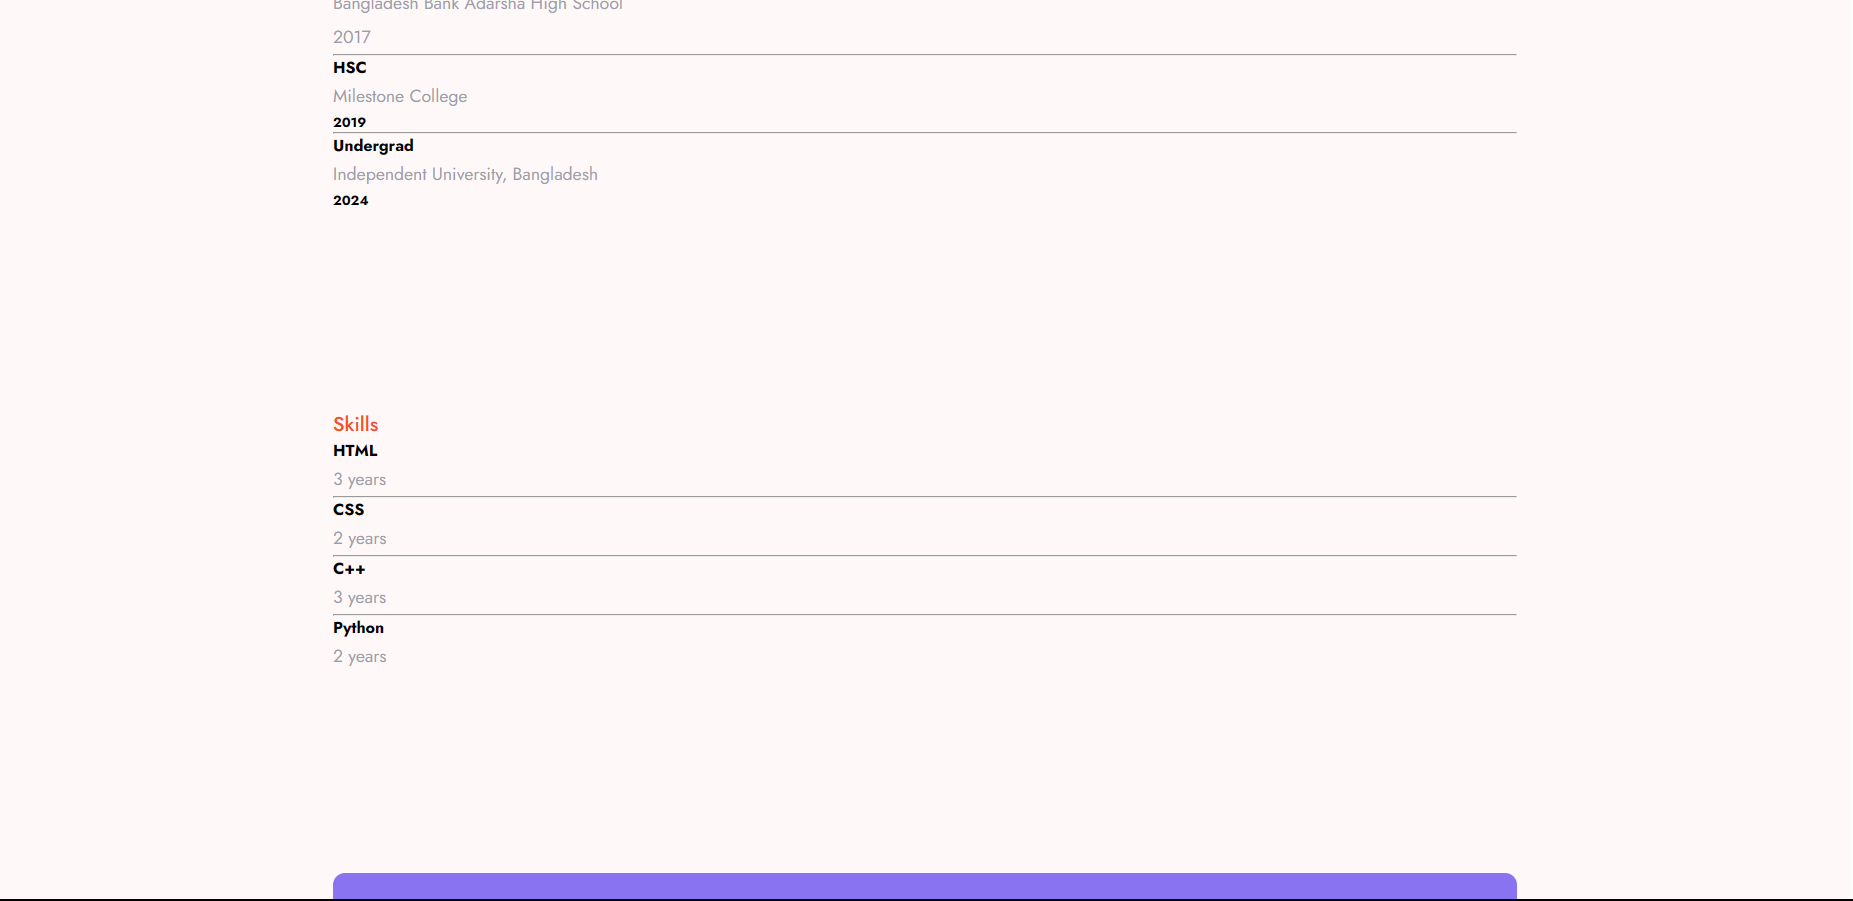 Bangladesh Bank Adarsha High School
2017
HSC
Milestone College
2019
Undergrad
Independent University, Bangladesh
2024
Skills
HTML
3 years
CSS
2 years
C++
3 years
Python
2 years